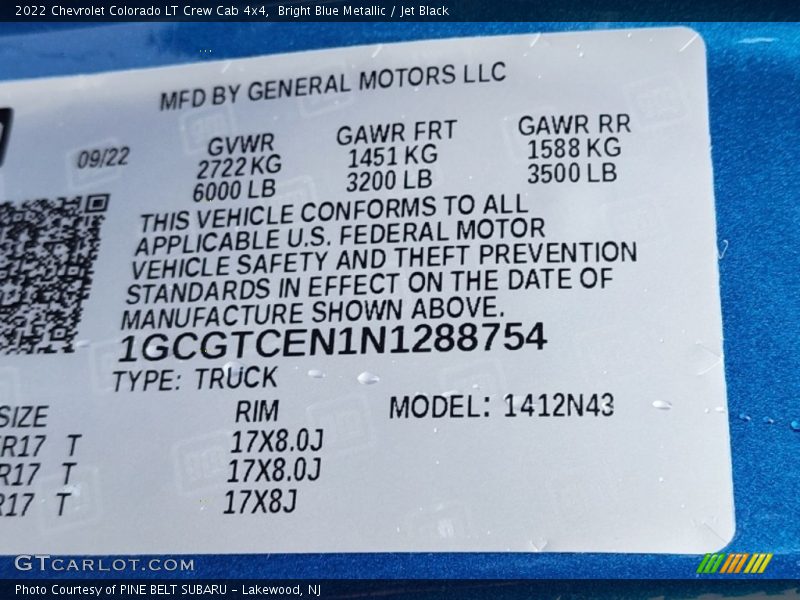 2022 Chevrolet Colorado LT Crew Cab 4x4,  Bright Blue Metallic / Jet Black
MFD BY GENERAL MOTORS LLC
09/22 GVWR GAWR FRT GAWR RR
2722 KG 1451 KG 1588 KG
6000 LB 3200 LB 3500 LB
THIS VEHICLE CONFORMS TO ALL
APPLICABLE U.S. FEDERAL MOTOR
VEHICLE SAFETY AND THEFT PREVENTION
STANDARDS IN EFFECT ON THE DATE OF
MANUFACTURE SHOWN ABOVE.
1GCGTCEN1N1288754
TYPE: TRUCK
SIZE RIM MODEL: 1412N43
R17 T 17X8.0J
R17 T 17X8.0J
R17 T 17X8J
GTCARLOT.COM
Photo Courtesy of PINE BELT SUBARU - Lakewood, NJ